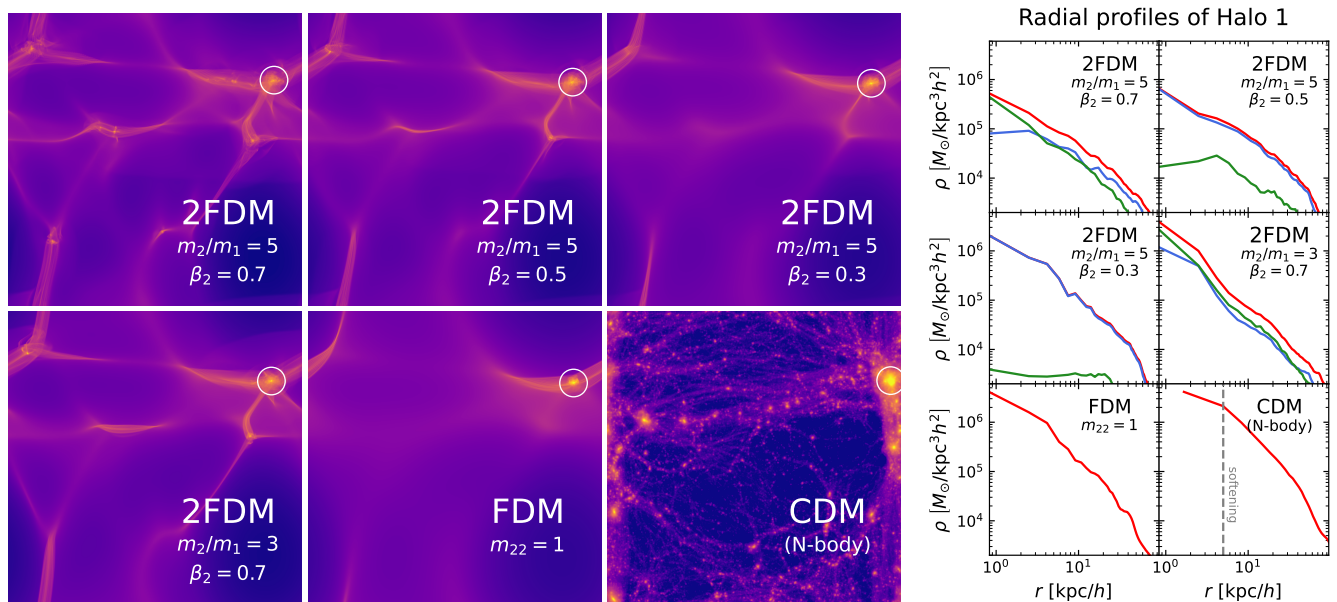 2FDM
m₂/m₁ = 5
β₂ = 0.7
2FDM
m₂/m₁ = 5
β₂ = 0.5
2FDM
m₂/m₁ = 5
β₂ = 0.3
2FDM
m₂/m₁ = 3
β₂ = 0.7
FDM
m₂₂ = 1
CDM
(N-body)
Radial profiles of Halo 1
ρ [M⊙/kpc³h²]
10⁶
10⁵
10⁴
2FDM
m₂/m₁ = 5
β₂ = 0.7
2FDM
m₂/m₁ = 5
β₂ = 0.5
ρ [M⊙/kpc³h²]
10⁶
10⁵
10⁴
2FDM
m₂/m₁ = 5
β₂ = 0.3
2FDM
m₂/m₁ = 3
β₂ = 0.7
ρ [M⊙/kpc³h²]
10⁶
10⁵
10⁴
FDM
m₂₂ = 1
CDM
(N-body)
softening
10⁰ 10¹ 10⁰ 10¹
r [kpc/h] r [kpc/h]